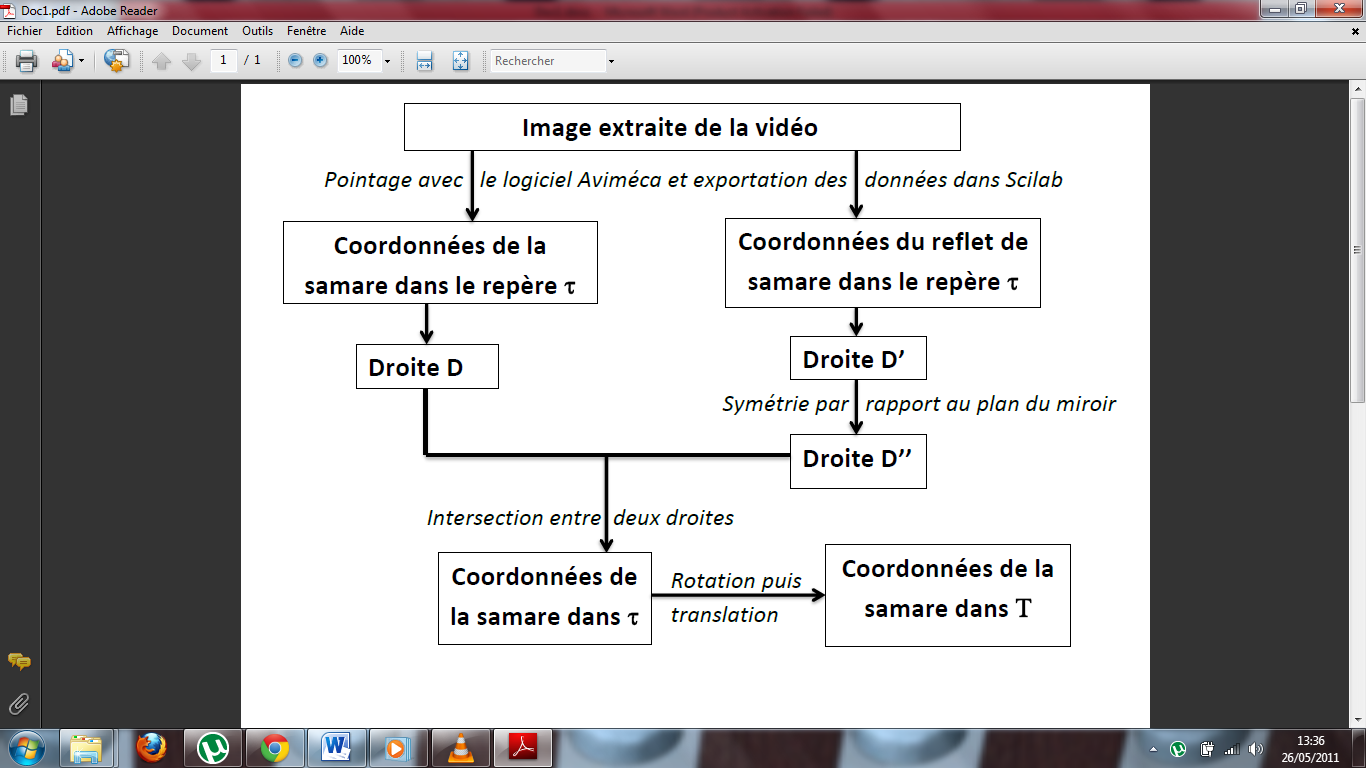 Doc1.pdf - Adobe Reader
Fichier Edition Affichage Document Outils Fenêtre Aide
1 / 1 100% Rechercher
Image extraite de la vidéo
Pointage avec le logiciel Aviméca et exportation des données dans Scilab
Coordonnées de la
samare dans le repère τ
Coordonnées du reflet de
samare dans le repère τ
Droite D
Droite D’
Symétrie par rapport au plan du miroir
Droite D’’
Intersection entre deux droites
Coordonnées de
la samare dans τ
Rotation puis
translation
Coordonnées de la
samare dans T
13:36
26/05/2011